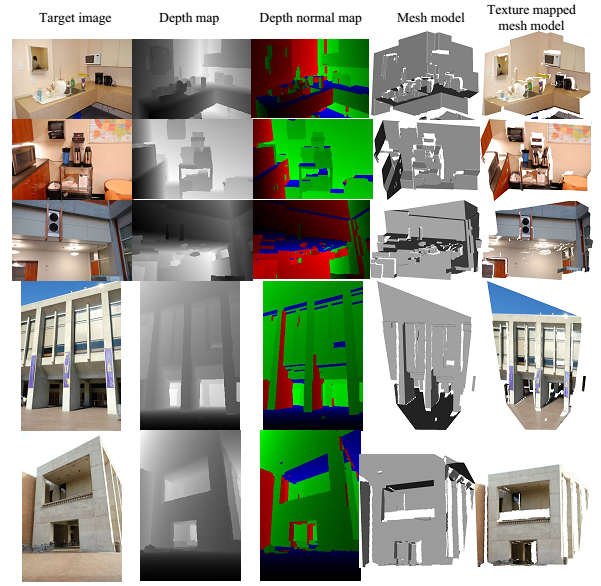 Target image
Depth map
Depth normal map
Mesh model
Texture mapped
mesh model